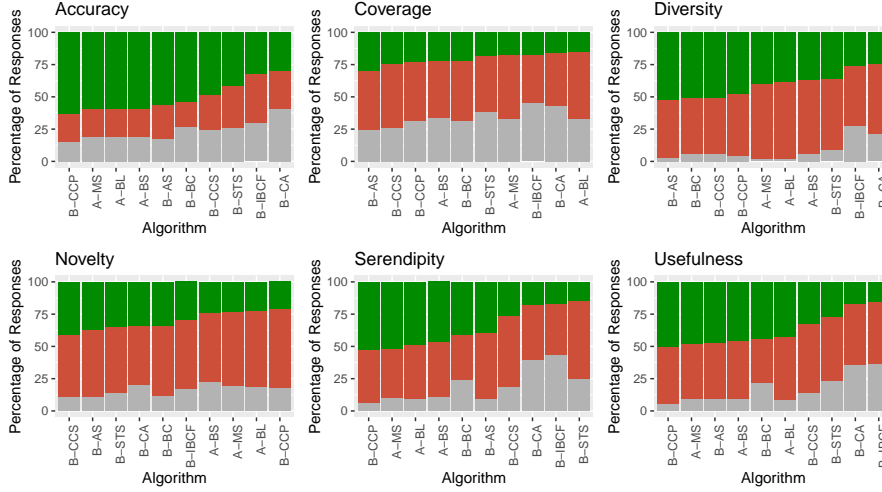 Accuracy
Percentage of Responses
100
75
50
25
0
B−CCP
A−MS
A−BL
A−BS
B−AS
B−BC
B−CCS
B−STS
B−IBCF
B−CA
Algorithm
Coverage
Percentage of Responses
100
75
50
25
0
B−AS
B−CCS
B−CCP
A−BS
B−BC
B−STS
A−MS
B−IBCF
B−CA
A−BL
Algorithm
Diversity
Percentage of Responses
100
75
50
25
0
B−AS
B−BC
B−CCS
B−CCP
A−MS
A−BL
A−BS
B−STS
B−IBCF
B−CA
Algorithm
Novelty
Percentage of Responses
100
75
50
25
0
B−CCS
B−AS
B−STS
B−CA
B−BC
B−IBCF
A−BS
A−MS
A−BL
B−CCP
Algorithm
Serendipity
Percentage of Responses
100
75
50
25
0
B−CCP
A−MS
A−BL
A−BS
B−BC
B−AS
B−CCS
B−CA
B−IBCF
B−STS
Algorithm
Usefulness
Percentage of Responses
100
75
50
25
0
B−CCP
A−MS
B−AS
A−BS
B−BC
A−BL
B−CCS
B−STS
B−CA
B−IBCF
Algorithm